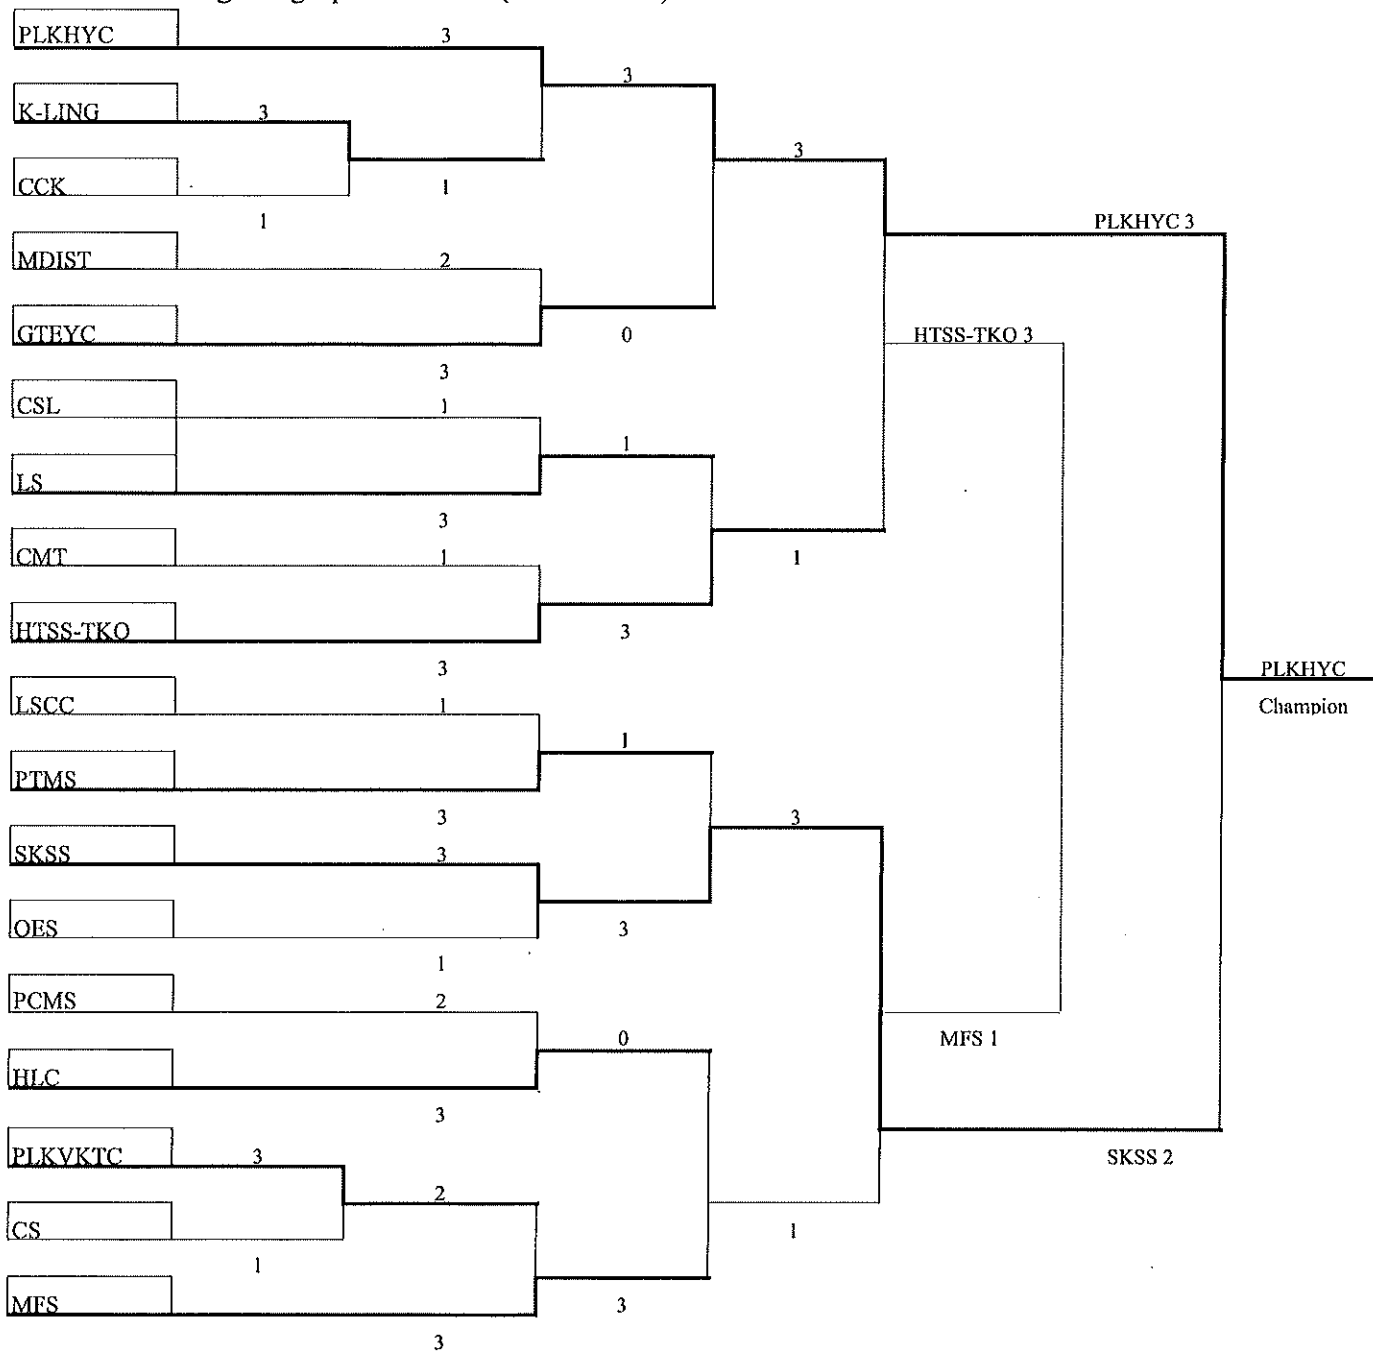 PLKHYC 3
3
K-LING 3
3
CCK 1
1
PLKHYC 3
MDIST 2
GTEYC 0
HTSS-TKO 3
3
CSL 1
1
LS
3
CMT 1
1
HTSS-TKO 3
3
PLKHYC
LSCC 1
Champion
1
PTMS
3
3
SKSS 3
OES 3
1
PCMS 2
0
MFS 1
HLC
3
PLKVKTC 3
SKSS 2
2
CS 1
1
MFS 3
3